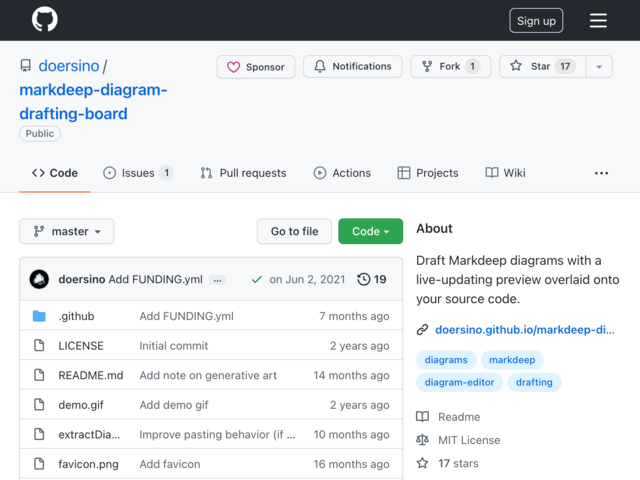 Sign up
doersino /
markdeep-diagram-
drafting-board
Public
Sponsor
Notifications
Fork 1
Star 17
Code
Issues 1
Pull requests
Actions
Projects
Wiki
...
master
Go to file
Code
doersino Add FUNDING.yml ...
on Jun 2, 2021
19
.github Add FUNDING.yml 7 months ago
LICENSE Initial commit 2 years ago
README.md Add note on generative art 14 months ago
demo.gif Add demo gif 2 years ago
extractDia... Improve pasting behavior (if ... 10 months ago
favicon.png Add favicon 16 months ago
About
Draft Markdeep diagrams with a
live-updating preview overlaid onto
your source code.
doersino.github.io/markdeep-di...
diagrams markdeep
diagram-editor drafting
Readme
MIT License
17 stars